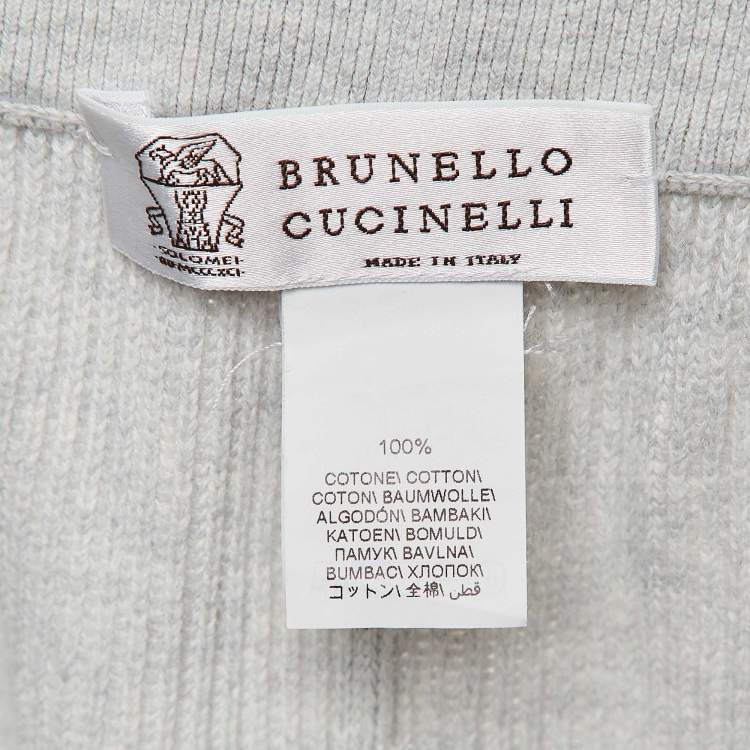 BRUNELLO
CUCINELLI
MADE IN ITALY
·SOLOMEI·
100%
COTONE\ COTTON\
COTON\ BAUMWOLLE\
ALGODÓN\ BAMBAKI\
KATOEN\ BOMULD\
ПАМУК\ BAVLNA\
BUMBAC\ ХЛОПОК\
コットン\ 全棉\ قطن